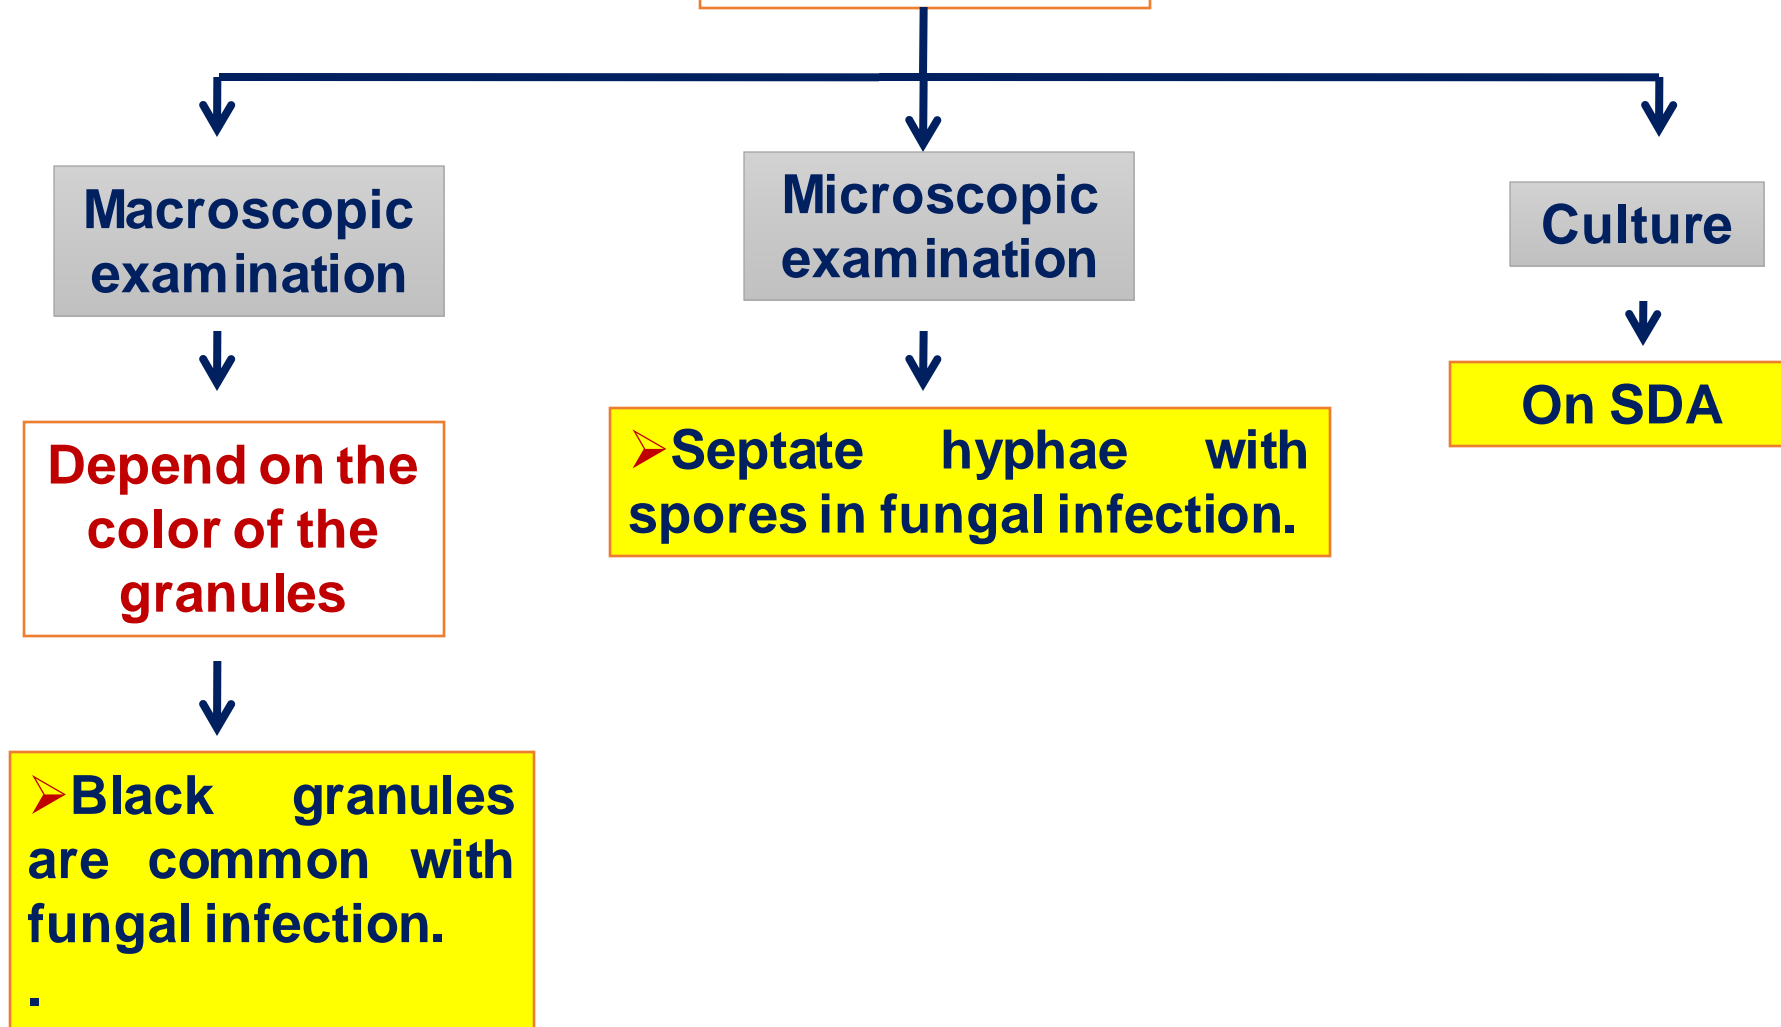 Macroscopic
examination
Depend on the
color of the
granules
➢Black granules
are common with
fungal infection.
.
Microscopic
examination
➢Septate hyphae with
spores in fungal infection.
Culture
On SDA